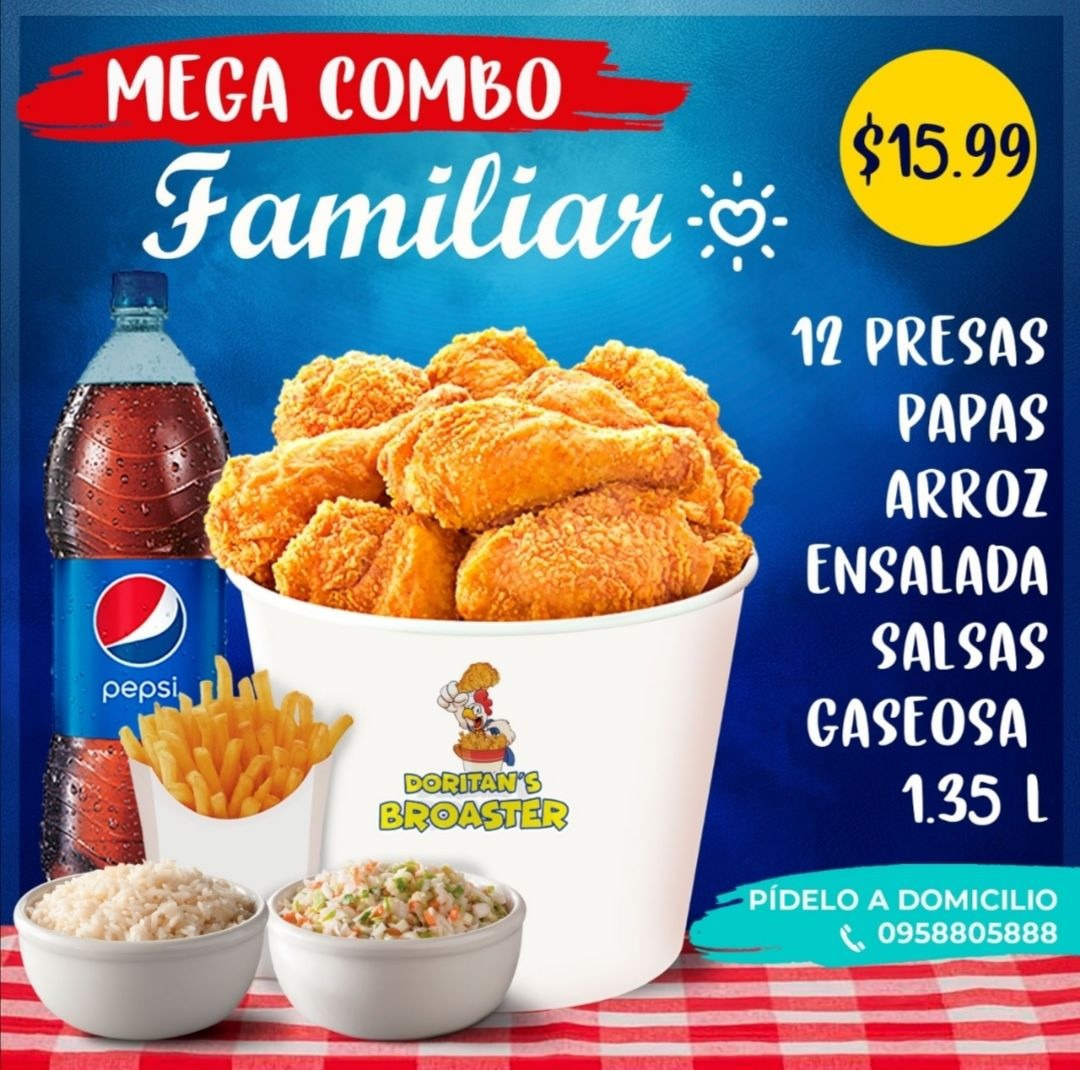 MEGA COMBO
Familiar
$15.99
12 PRESAS
PAPAS
ARROZ
ENSALADA
SALSAS
GASEOSA
1.35 L
pepsi
DORITAN'S
BROASTER
PÍDELO A DOMICILIO
0958805888